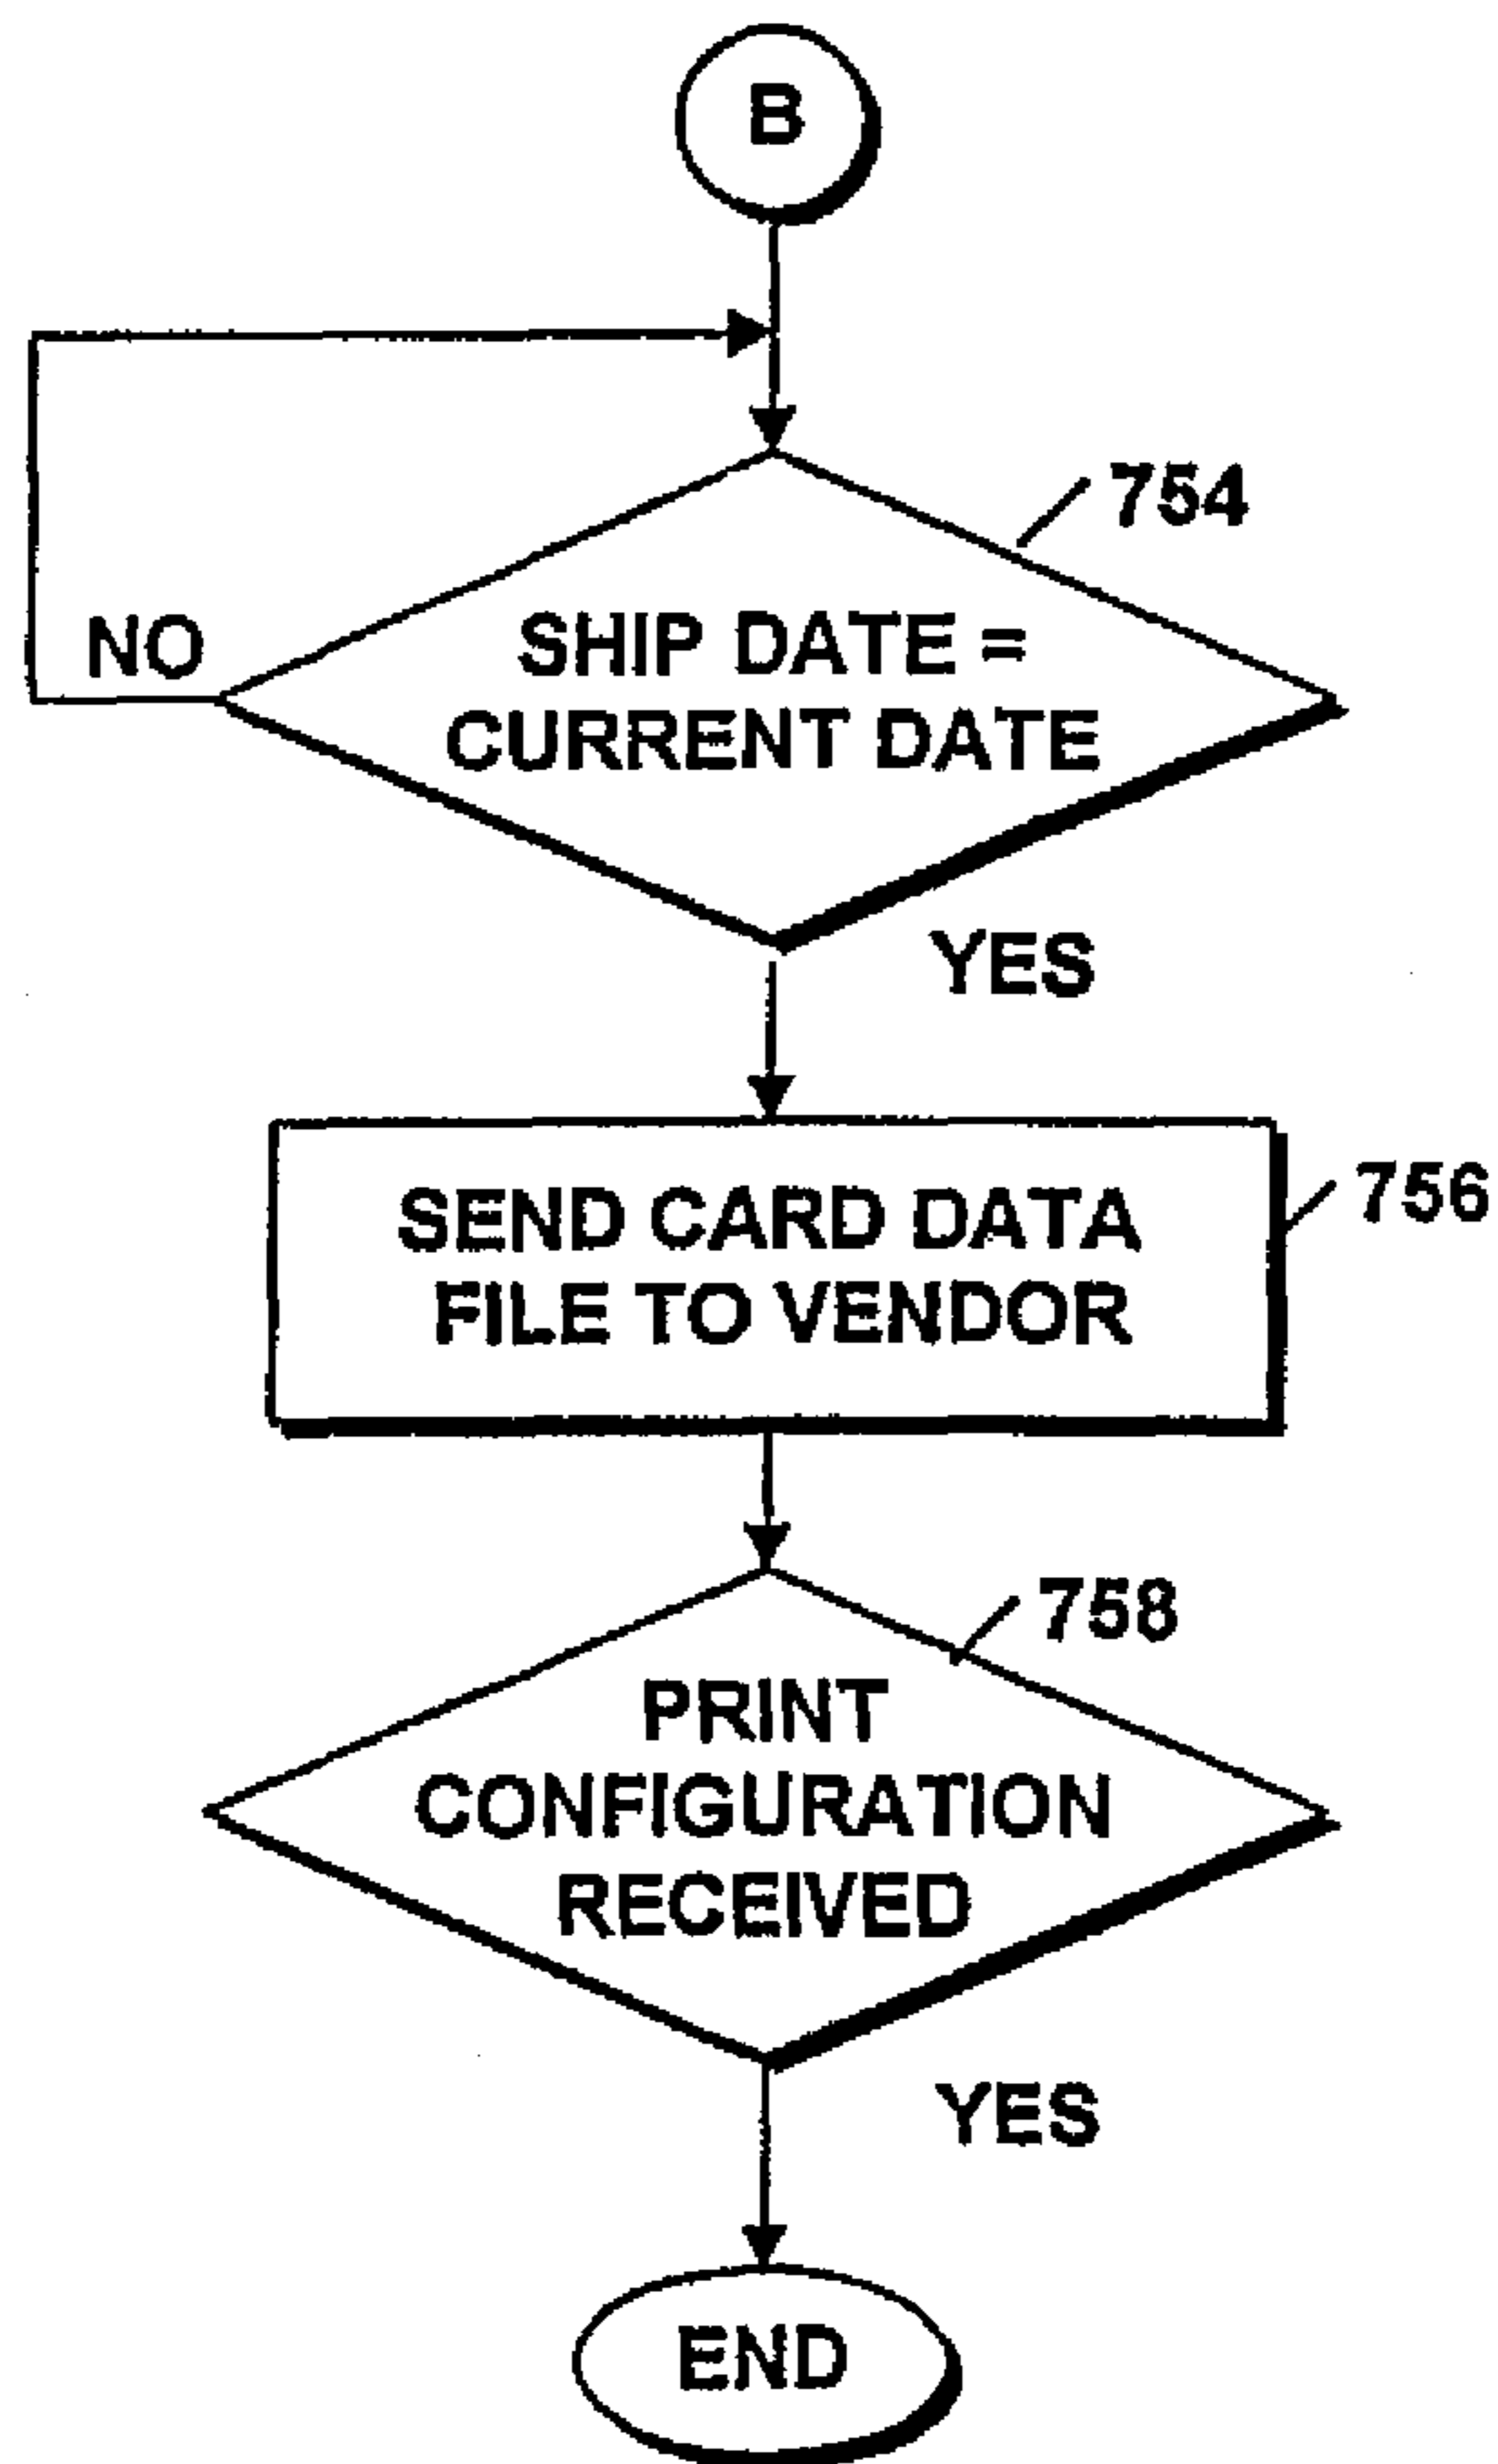 B
754
NO
SHIP DATE =
CURRENT DATE
YES
SEND CARD DATA
FILE TO VENDOR
756
758
PRINT
CONFIGURATION
RECEIVED
YES
END